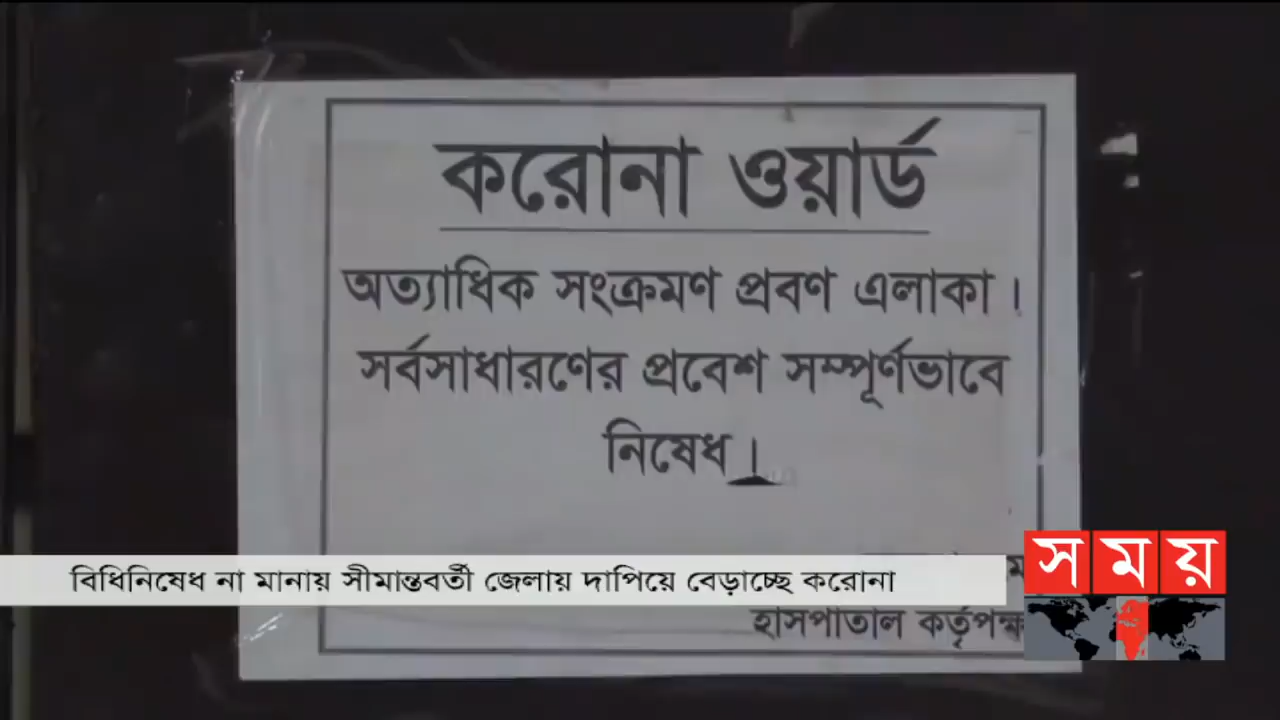 করোনা ওয়ার্ড
অত্যাধিক সংক্রমণ প্রবণ এলাকা।
সর্বসাধারণের প্রবেশ সম্পূর্ণভাবে
নিষেধ।
হাসপাতাল কর্তৃপক্ষ
বিধিনিষেধ না মানায় সীমান্তবর্তী জেলায় দাপিয়ে বেড়াচ্ছে করোনা
সময়